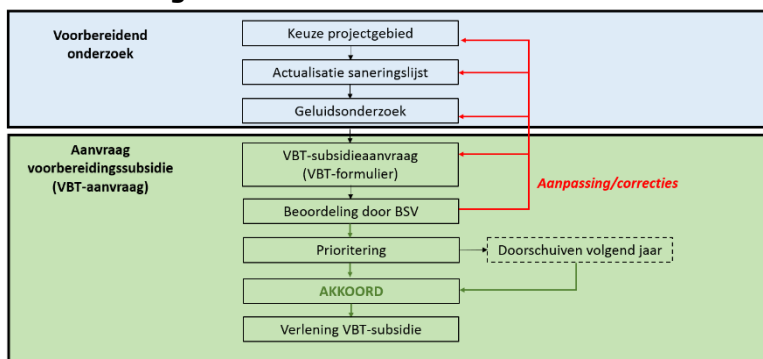 Voorbereidend
onderzoek
Keuze projectgebied
Actualisatie saneringslijst
Geluidsonderzoek
Aanvraag
voorbereidingssubsidie
(VBT-aanvraag)
VBT-subsidieaanvraag
(VBT-formulier)
Aanpassing/correcties
Beoordeling door BSV
Prioritering
Doorschuiven volgend jaar
AKKOORD
Verlening VBT-subsidie